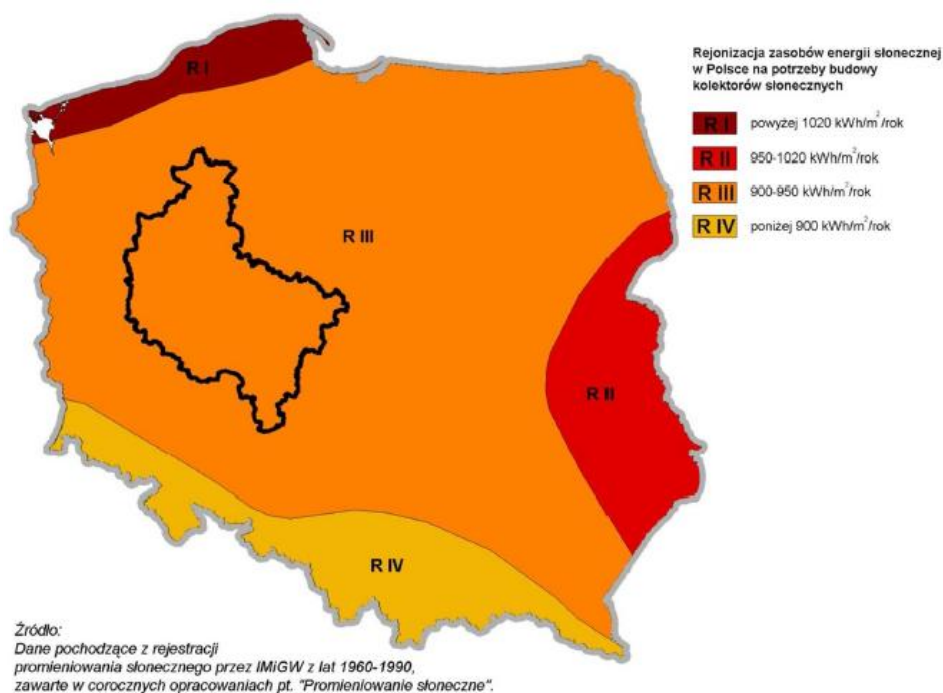 Rejonizacja zasobów energii słonecznej
w Polsce na potrzeby budowy
kolektorów słonecznych
R I powyżej 1020 kWh/m²/rok
R II 950-1020 kWh/m²/rok
R III 900-950 kWh/m²/rok
R IV poniżej 900 kWh/m²/rok
R I
R III
R II
R IV
Źródło:
Dane pochodzące z rejestracji
promieniowania słonecznego przez IMiGW z lat 1960-1990,
zawarte w corocznych opracowaniach pt. "Promieniowanie słoneczne".